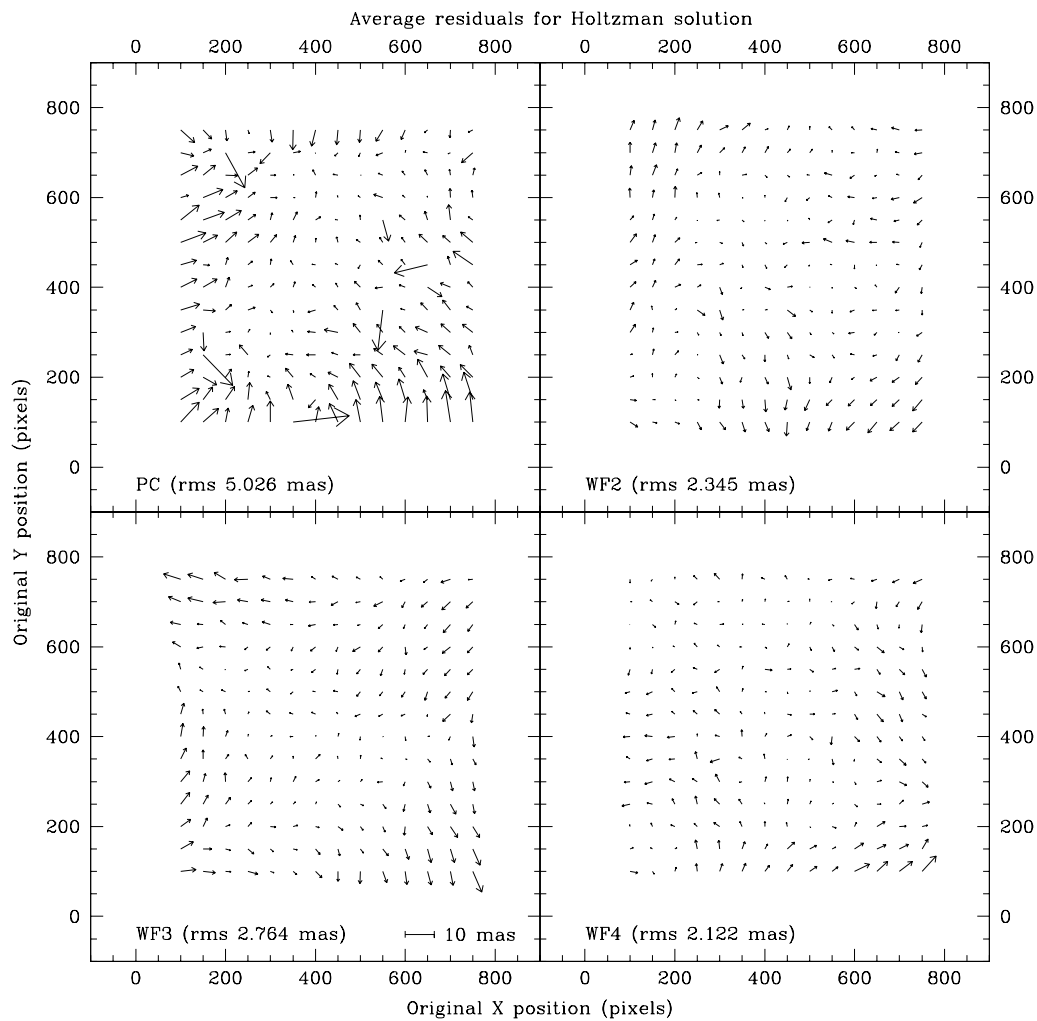 Average residuals for Holtzman solution
0 200 400 600 800 0 200 400 600 800
800 800
600 600
400 400
200 200
0 0
PC (rms 5.026 mas) WF2 (rms 2.345 mas)
Original Y position (pixels)
800 800
600 600
400 400
200 200
0 0
WF3 (rms 2.764 mas) 10 mas WF4 (rms 2.122 mas)
0 200 400 600 800 0 200 400 600 800
Original X position (pixels)